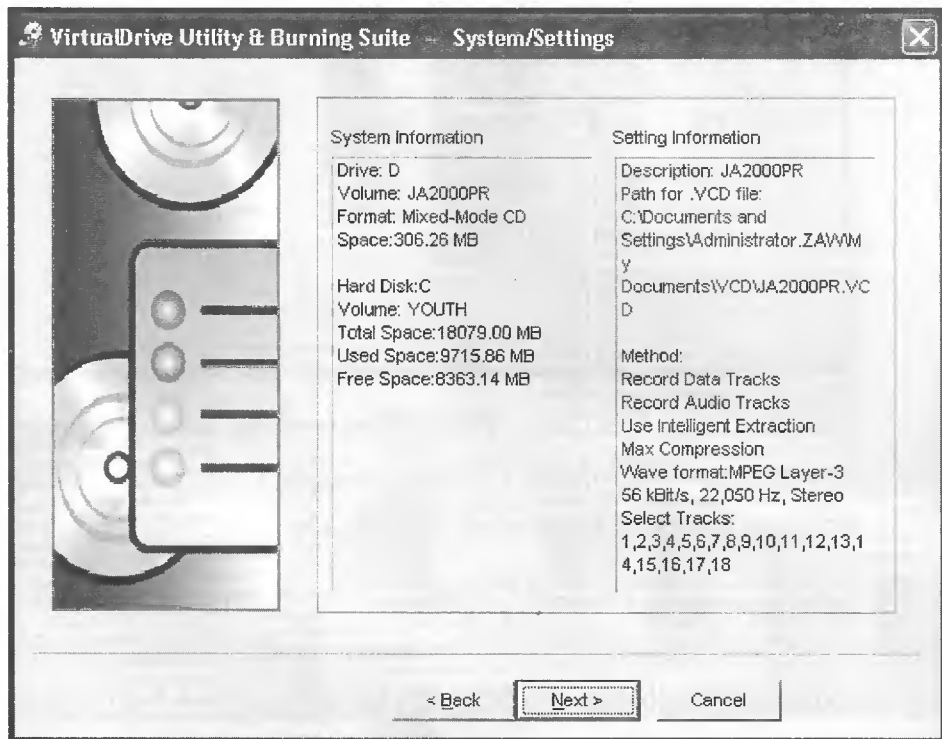 VirtualDrive Utility & Burning Suite - System/Settings
System Information
Drive: D
Volume: JA2000PR
Format: Mixed-Mode CD
Space:306.26 MB
Hard Disk:C
Volume: YOUTH
Total Space:18079.00 MB
Used Space:9715.86 MB
Free Space:8363.14 MB
Setting Information
Description: JA2000PR
Path for .VCD file:
C:\Documents and
Settings\Administrator.ZAW\M
y
Documents\VCD\JA2000PR.VC
D
Method:
Record Data Tracks
Record Audio Tracks
Use Intelligent Extraction
Max Compression
Wave format:MPEG Layer-3
56 kBit/s, 22,050 Hz, Stereo
Select Tracks:
1,2,3,4,5,6,7,8,9,10,11,12,13,1
4,15,16,17,18
< Back
Next >
Cancel